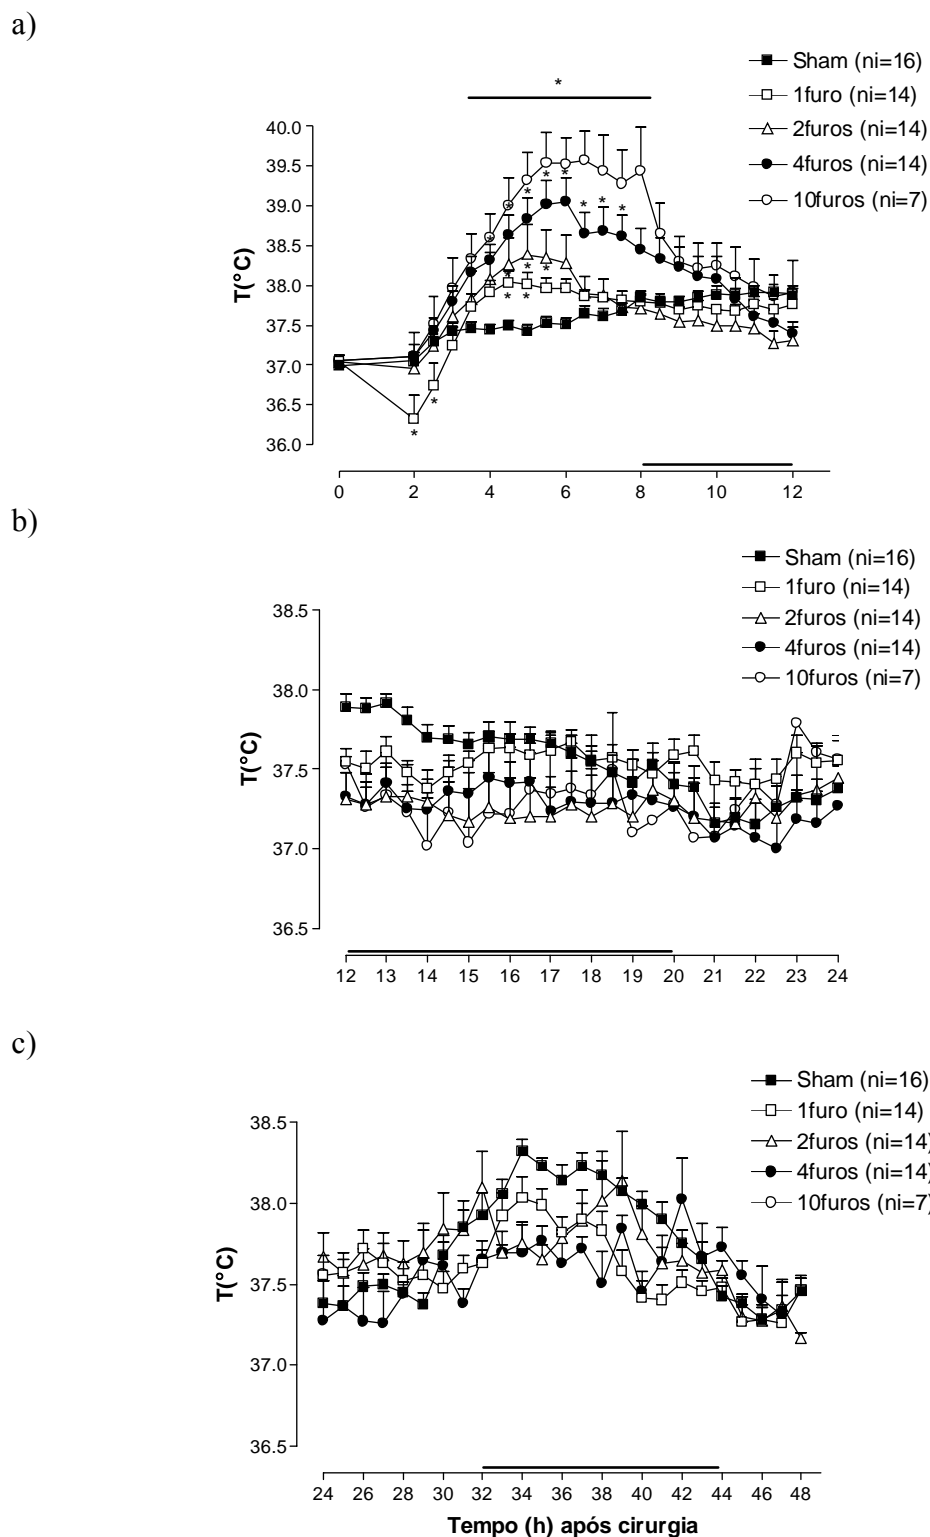 a)
Sham (ni=16)
1furo (ni=14)
2furos (ni=14)
4furos (ni=14)
10furos (ni=7)
*
T(°C)
40.0
39.5
39.0
38.5
38.0
37.5
37.0
36.5
36.0
0 2 4 6 8 10 12
b)
Sham (ni=16)
1furo (ni=14)
2furos (ni=14)
4furos (ni=14)
10furos (ni=7)
T(°C)
38.5
38.0
37.5
37.0
36.5
12 13 14 15 16 17 18 19 20 21 22 23 24
c)
Sham (ni=16)
1furo (ni=14)
2furos (ni=14)
4furos (ni=14)
10furos (ni=7)
T(°C)
38.5
38.0
37.5
37.0
36.5
24 26 28 30 32 34 36 38 40 42 44 46 48
Tempo (h) após cirurgia